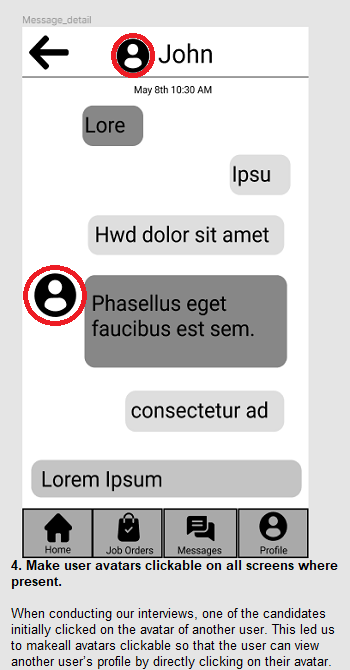 Message_detail
John
May 8th 10:30 AM
Lore
Ipsu
Hwd dolor sit amet
Phasellus eget
faucibus est sem.
consectetur ad
Lorem Ipsum
Home Job Orders Messages Profile
4. Make user avatars clickable on all screens where
present.
When conducting our interviews, one of the candidates
initially clicked on the avatar of another user. This led us
to makeall avatars clickable so that the user can view
another user's profile by directly clicking on their avatar.